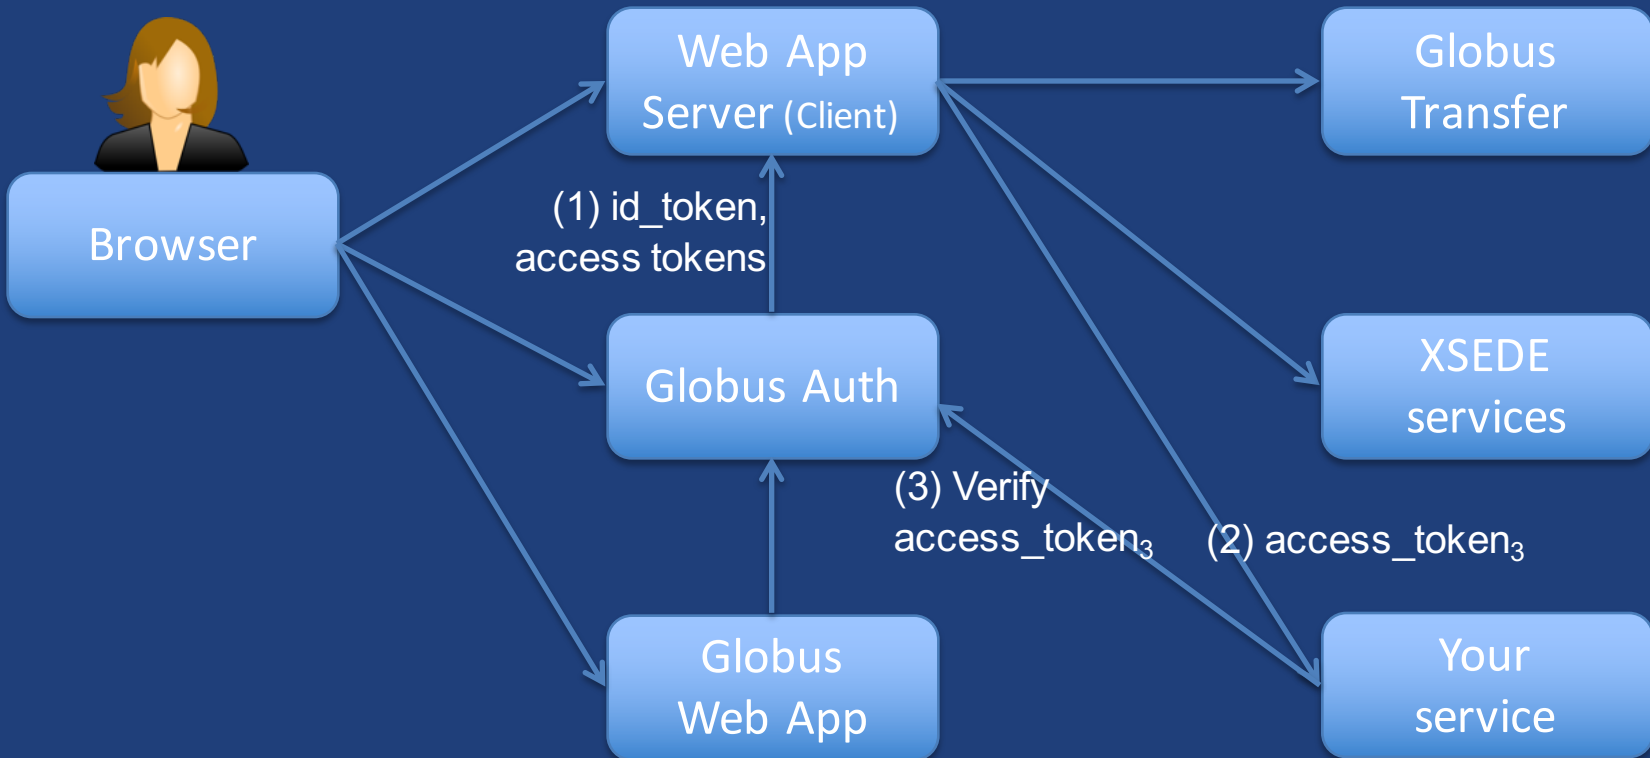 Web App
Server (Client)
Globus
Transfer
Browser
(1) id_token,
access tokens
Globus Auth
XSEDE
services
(3) Verify
access_token₃
(2) access_token₃
Globus
Web App
Your
service